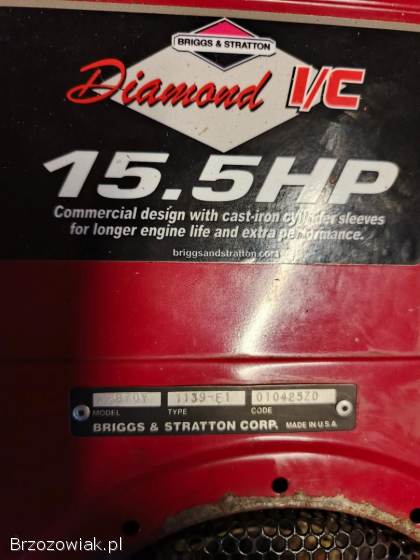 BRIGGS & STRATTON
Diamond I/C
15.5HP
Commercial design with cast-iron cylinder sleeves
for longer engine life and extra performance.
briggsandstratton.com
1139-E1 010425ZD
MODEL TYPE CODE
BRIGGS & STRATTON CORP. MADE IN U.S.A.
Brzozowiak.pl